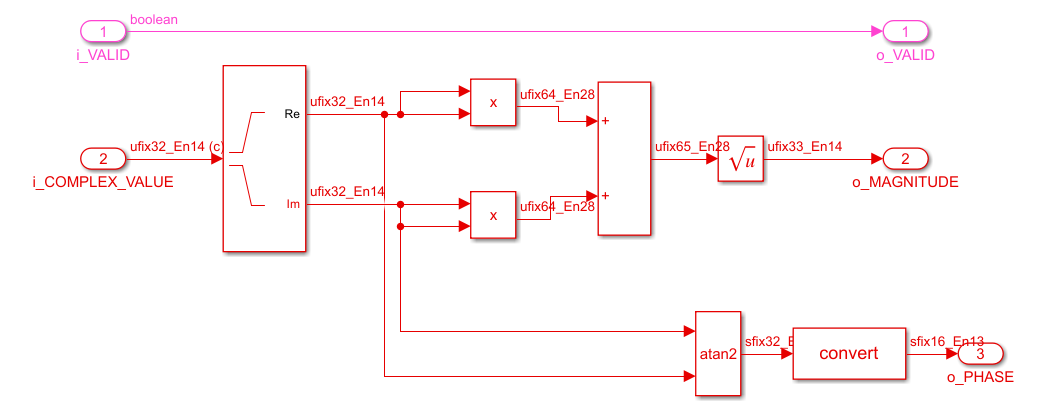 boolean
1
i_VALID
1
o_VALID
ufix32_En14 (c)
2
i_COMPLEX_VALUE
Re
Im
ufix32_En14
ufix32_En14
x
ufix64_En28
x
ufix64_En28
+
+
ufix65_En28
√u
ufix33_En14
2
o_MAGNITUDE
atan2
sfix32_E
convert
sfix16_En13
3
o_PHASE